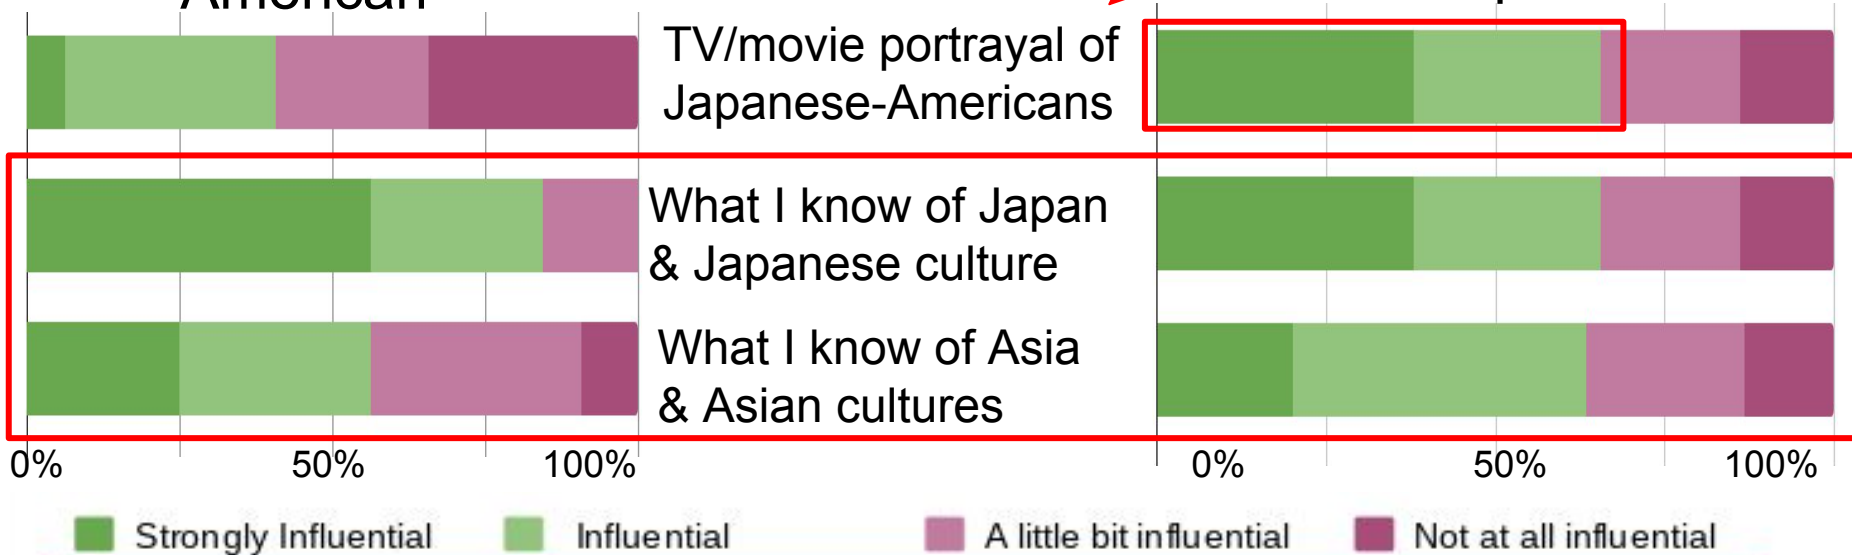 American
TV/movie portrayal of
Japanese-Americans
What I know of Japan
& Japanese culture
What I know of Asia
& Asian cultures
0% 50% 100% 0% 50% 100%
Strongly Influential Influential A little bit influential Not at all influential